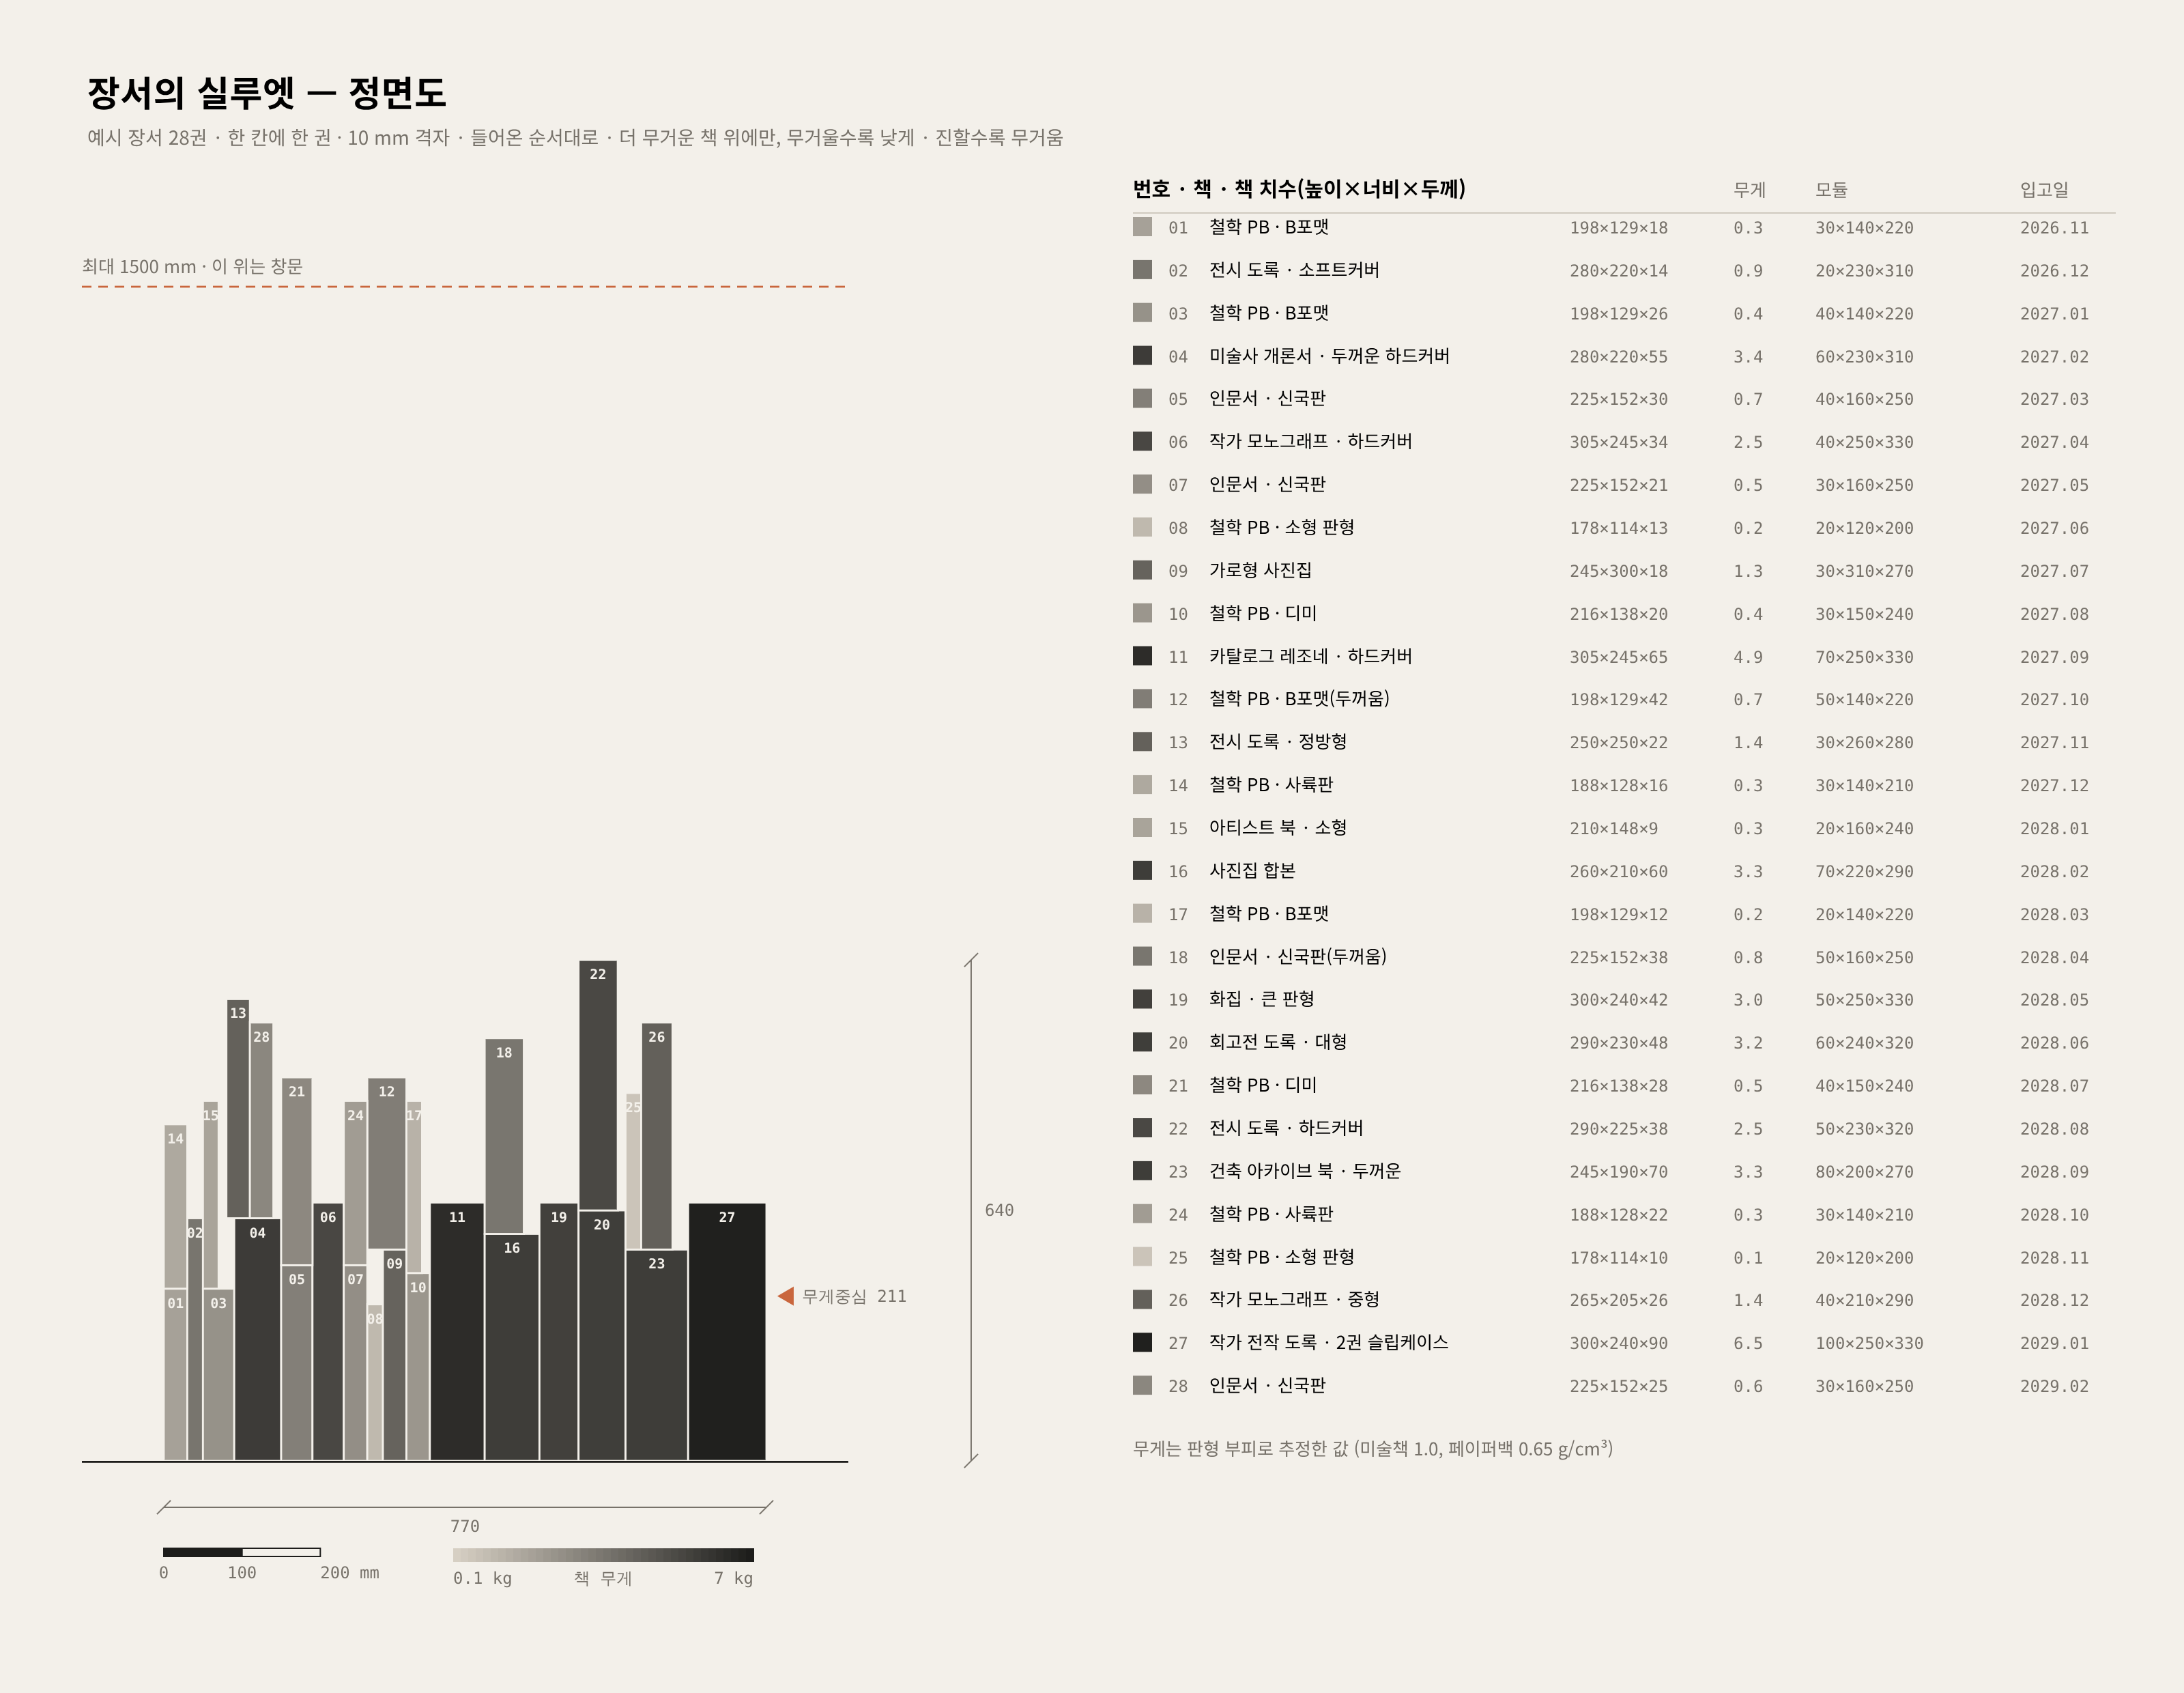 장서의 실루엣 — 정면도
예시 장서 28권 · 한 칸에 한 권 · 10 mm 격자 · 들어온 순서대로 · 더 무거운 책 위에만, 무거울수록 낮게 · 진할수록 무거움
최대 1500 mm · 이 위는 창문
22
13
28
26
18
21
12
25
15
24
17
14
02
04
06
11
19
20
27
16
05
07
09
23
10
01
03
08
무게중심 211
640
770
0 100 200 mm
0.1 kg 책 무게 7 kg
번호 · 책 · 책 치수(높이×너비×두께) 무게 모듈 입고일
01 철학 PB · B포맷 198×129×18 0.3 30×140×220 2026.11
02 전시 도록 · 소프트커버 280×220×14 0.9 20×230×310 2026.12
03 철학 PB · B포맷 198×129×26 0.4 40×140×220 2027.01
04 미술사 개론서 · 두꺼운 하드커버 280×220×55 3.4 60×230×310 2027.02
05 인문서 · 신국판 225×152×30 0.7 40×160×250 2027.03
06 작가 모노그래프 · 하드커버 305×245×34 2.5 40×250×330 2027.04
07 인문서 · 신국판 225×152×21 0.5 30×160×250 2027.05
08 철학 PB · 소형 판형 178×114×13 0.2 20×120×200 2027.06
09 가로형 사진집 245×300×18 1.3 30×310×270 2027.07
10 철학 PB · 디미 216×138×20 0.4 30×150×240 2027.08
11 카탈로그 레조네 · 하드커버 305×245×65 4.9 70×250×330 2027.09
12 철학 PB · B포맷(두꺼움) 198×129×42 0.7 50×140×220 2027.10
13 전시 도록 · 정방형 250×250×22 1.4 30×260×280 2027.11
14 철학 PB · 사륙판 188×128×16 0.3 30×140×210 2027.12
15 아티스트 북 · 소형 210×148×9 0.3 20×160×240 2028.01
16 사진집 합본 260×210×60 3.3 70×220×290 2028.02
17 철학 PB · B포맷 198×129×12 0.2 20×140×220 2028.03
18 인문서 · 신국판(두꺼움) 225×152×38 0.8 50×160×250 2028.04
19 화집 · 큰 판형 300×240×42 3.0 50×250×330 2028.05
20 회고전 도록 · 대형 290×230×48 3.2 60×240×320 2028.06
21 철학 PB · 디미 216×138×28 0.5 40×150×240 2028.07
22 전시 도록 · 하드커버 290×225×38 2.5 50×230×320 2028.08
23 건축 아카이브 북 · 두꺼운 245×190×70 3.3 80×200×270 2028.09
24 철학 PB · 사륙판 188×128×22 0.3 30×140×210 2028.10
25 철학 PB · 소형 판형 178×114×10 0.1 20×120×200 2028.11
26 작가 모노그래프 · 중형 265×205×26 1.4 40×210×290 2028.12
27 작가 전작 도록 · 2권 슬립케이스 300×240×90 6.5 100×250×330 2029.01
28 인문서 · 신국판 225×152×25 0.6 30×160×250 2029.02
무게는 판형 부피로 추정한 값 (미술책 1.0, 페이퍼백 0.65 g/cm³)